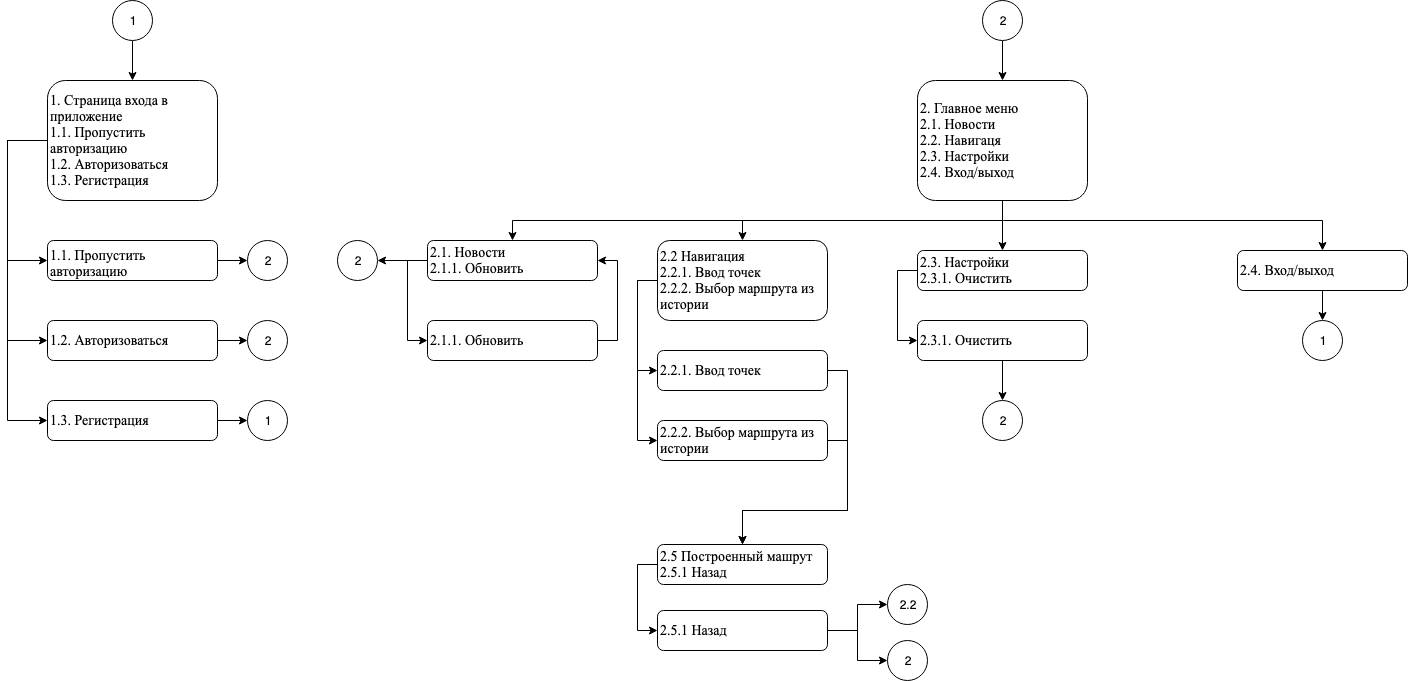 1
1. Страница входа в
приложение
1.1. Пропустить
авторизацию
1.2. Авторизоваться
1.3. Регистрация
1.1. Пропустить
авторизацию
2
1.2. Авторизоваться
2
1.3. Регистрация
1
2
2. Главное меню
2.1. Новости
2.2. Навигаця
2.3. Настройки
2.4. Вход/выход
2
2.1. Новости
2.1.1. Обновить
2.1.1. Обновить
2.2 Навигация
2.2.1. Ввод точек
2.2.2. Выбор маршрута из
истории
2.2.1. Ввод точек
2.2.2. Выбор маршрута из
истории
2.5 Построенный машрут
2.5.1 Назад
2.5.1 Назад
2.2
2
2.3. Настройки
2.3.1. Очистить
2.3.1. Очистить
2
2.4. Вход/выход
1